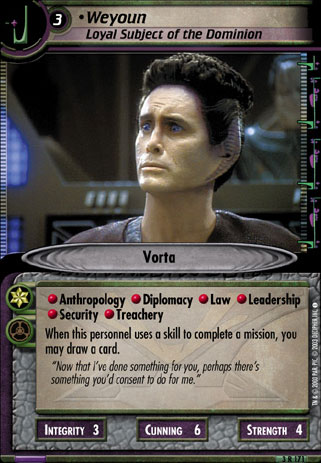 3 • Weyoun
Loyal Subject of the Dominion
Vorta
Anthropology Diplomacy Law Leadership
Security Treachery
When this personnel uses a skill to complete a mission, you
may draw a card.
"Now that i've done something for you, perhaps there's
something you'd consent to do for me."
INTEGRITY 3 CUNNING 6 STRENGTH 4
3 R 171